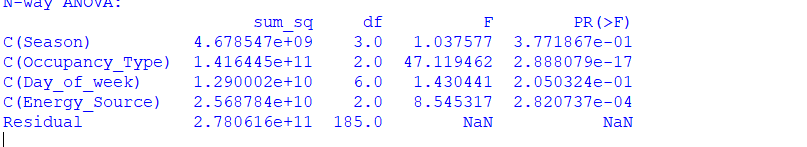 N-way ANOVA:
sum_sq df F PR(>F)
C(Season) 4.678547e+09 3.0 1.037577 3.771867e-01
C(Occupancy_Type) 1.416445e+11 2.0 47.119462 2.888079e-17
C(Day_of_week) 1.290002e+10 6.0 1.430441 2.050324e-01
C(Energy_Source) 2.568784e+10 2.0 8.545317 2.820737e-04
Residual 2.780616e+11 185.0 NaN NaN